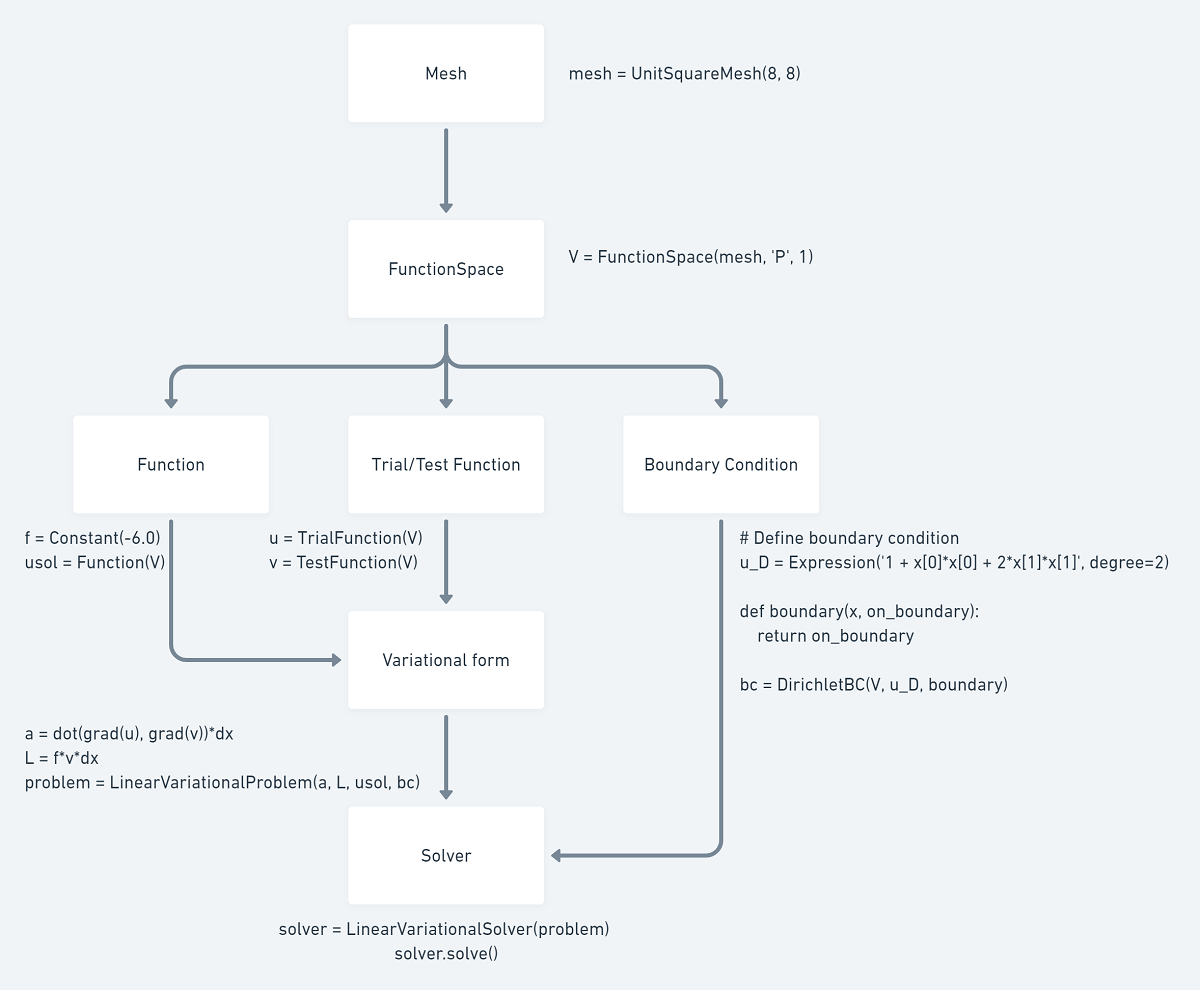 Mesh
mesh = UnitSquareMesh(8, 8)
FunctionSpace
V = FunctionSpace(mesh, 'P', 1)
Function
Trial/Test Function
Boundary Condition
f = Constant(-6.0)
usol = Function(V)
u = TrialFunction(V)
v = TestFunction(V)
# Define boundary condition
u_D = Expression('1 + x[0]*x[0] + 2*x[1]*x[1]', degree=2)
def boundary(x, on_boundary):
    return on_boundary
bc = DirichletBC(V, u_D, boundary)
Variational form
a = dot(grad(u), grad(v))*dx
L = f*v*dx
problem = LinearVariationalProblem(a, L, usol, bc)
Solver
solver = LinearVariationalSolver(problem)
solver.solve()